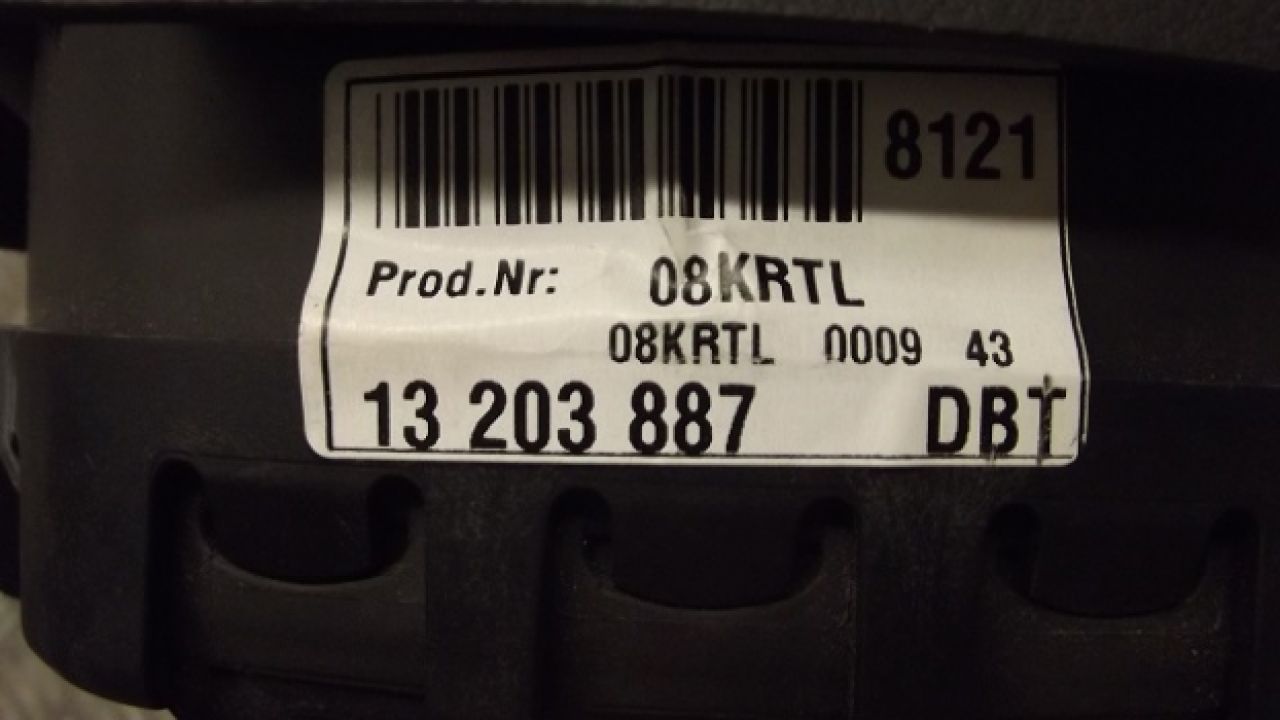 8121
Prod.Nr: 08KRTL
08KRTL 0009 43
13 203 887 DBT